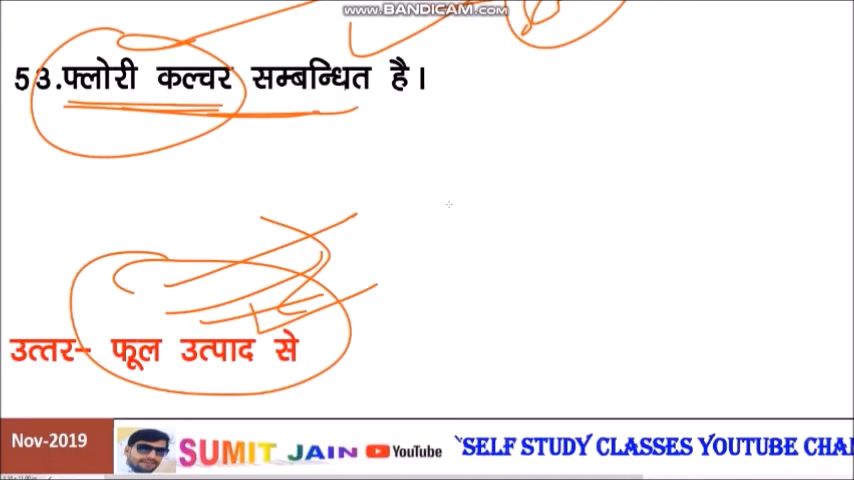 www.BANDICAM.com
53.फ्लोरी कल्चर सम्बन्धित है।
उत्तर- फूल उत्पाद से
Nov-2019 SUMIT JAIN YouTube `SELF STUDY CLASSES YOUTUBE CHAN